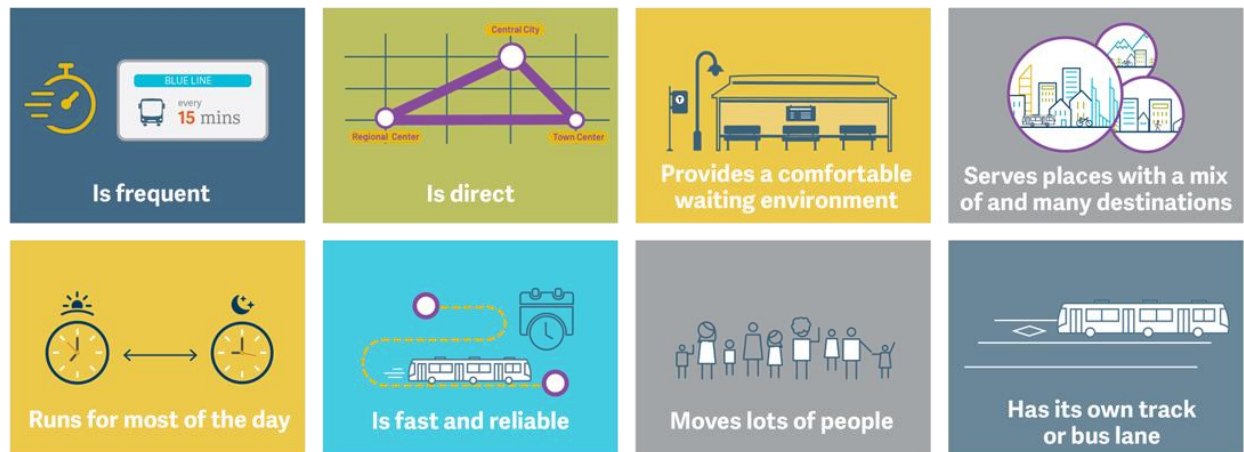 BLUE LINE
every
15 mins
Is frequent
Central City
Regional Center
Town Center
Is direct
T
Provides a comfortable
waiting environment
Serves places with a mix
of and many destinations
Runs for most of the day
Is fast and reliable
Moves lots of people
Has its own track
or bus lane